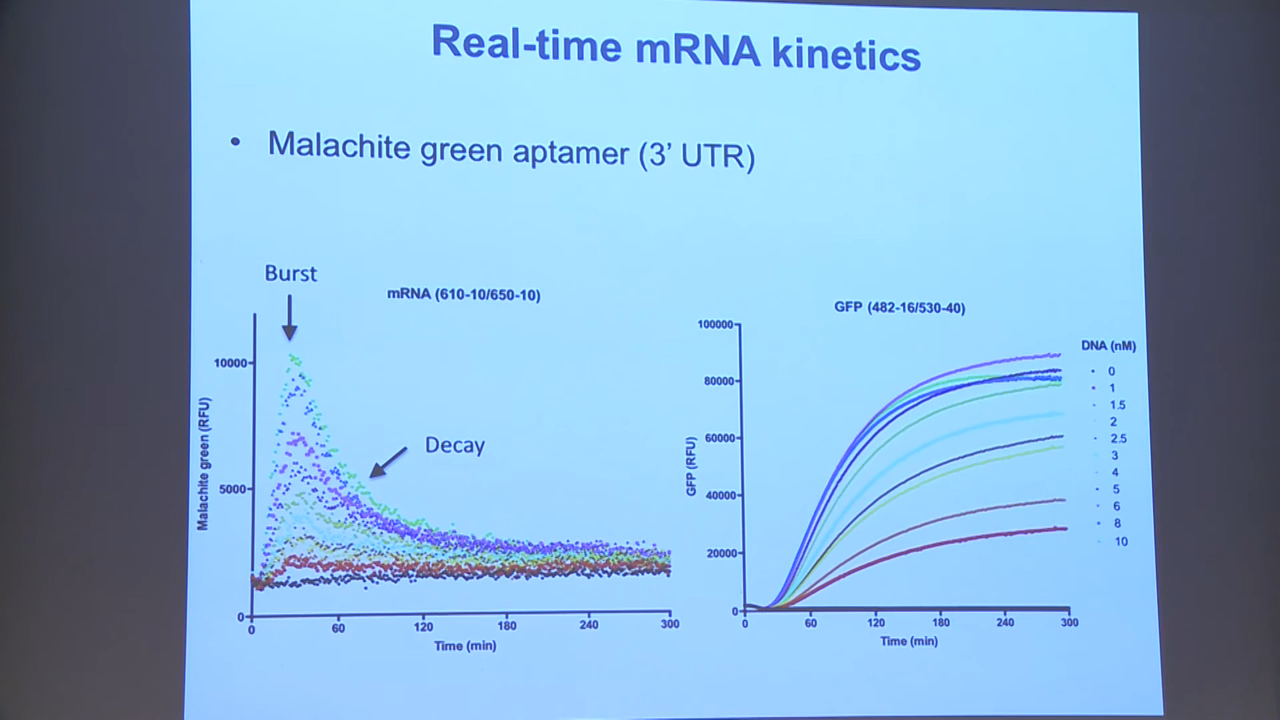 Real-time mRNA kinetics
• Malachite green aptamer (3’ UTR)
Burst
mRNA (610-10/650-10)
Decay
Malachite green (RFU)
10000
5000
0
0 60 120 180 240 300
Time (min)
GFP (482-16/530-40)
GFP (RFU)
100000
80000
60000
40000
20000
0
0 60 120 180 240 300
Time (min)
DNA (nM)
0
1
1.5
2
2.5
3
4
5
6
8
10